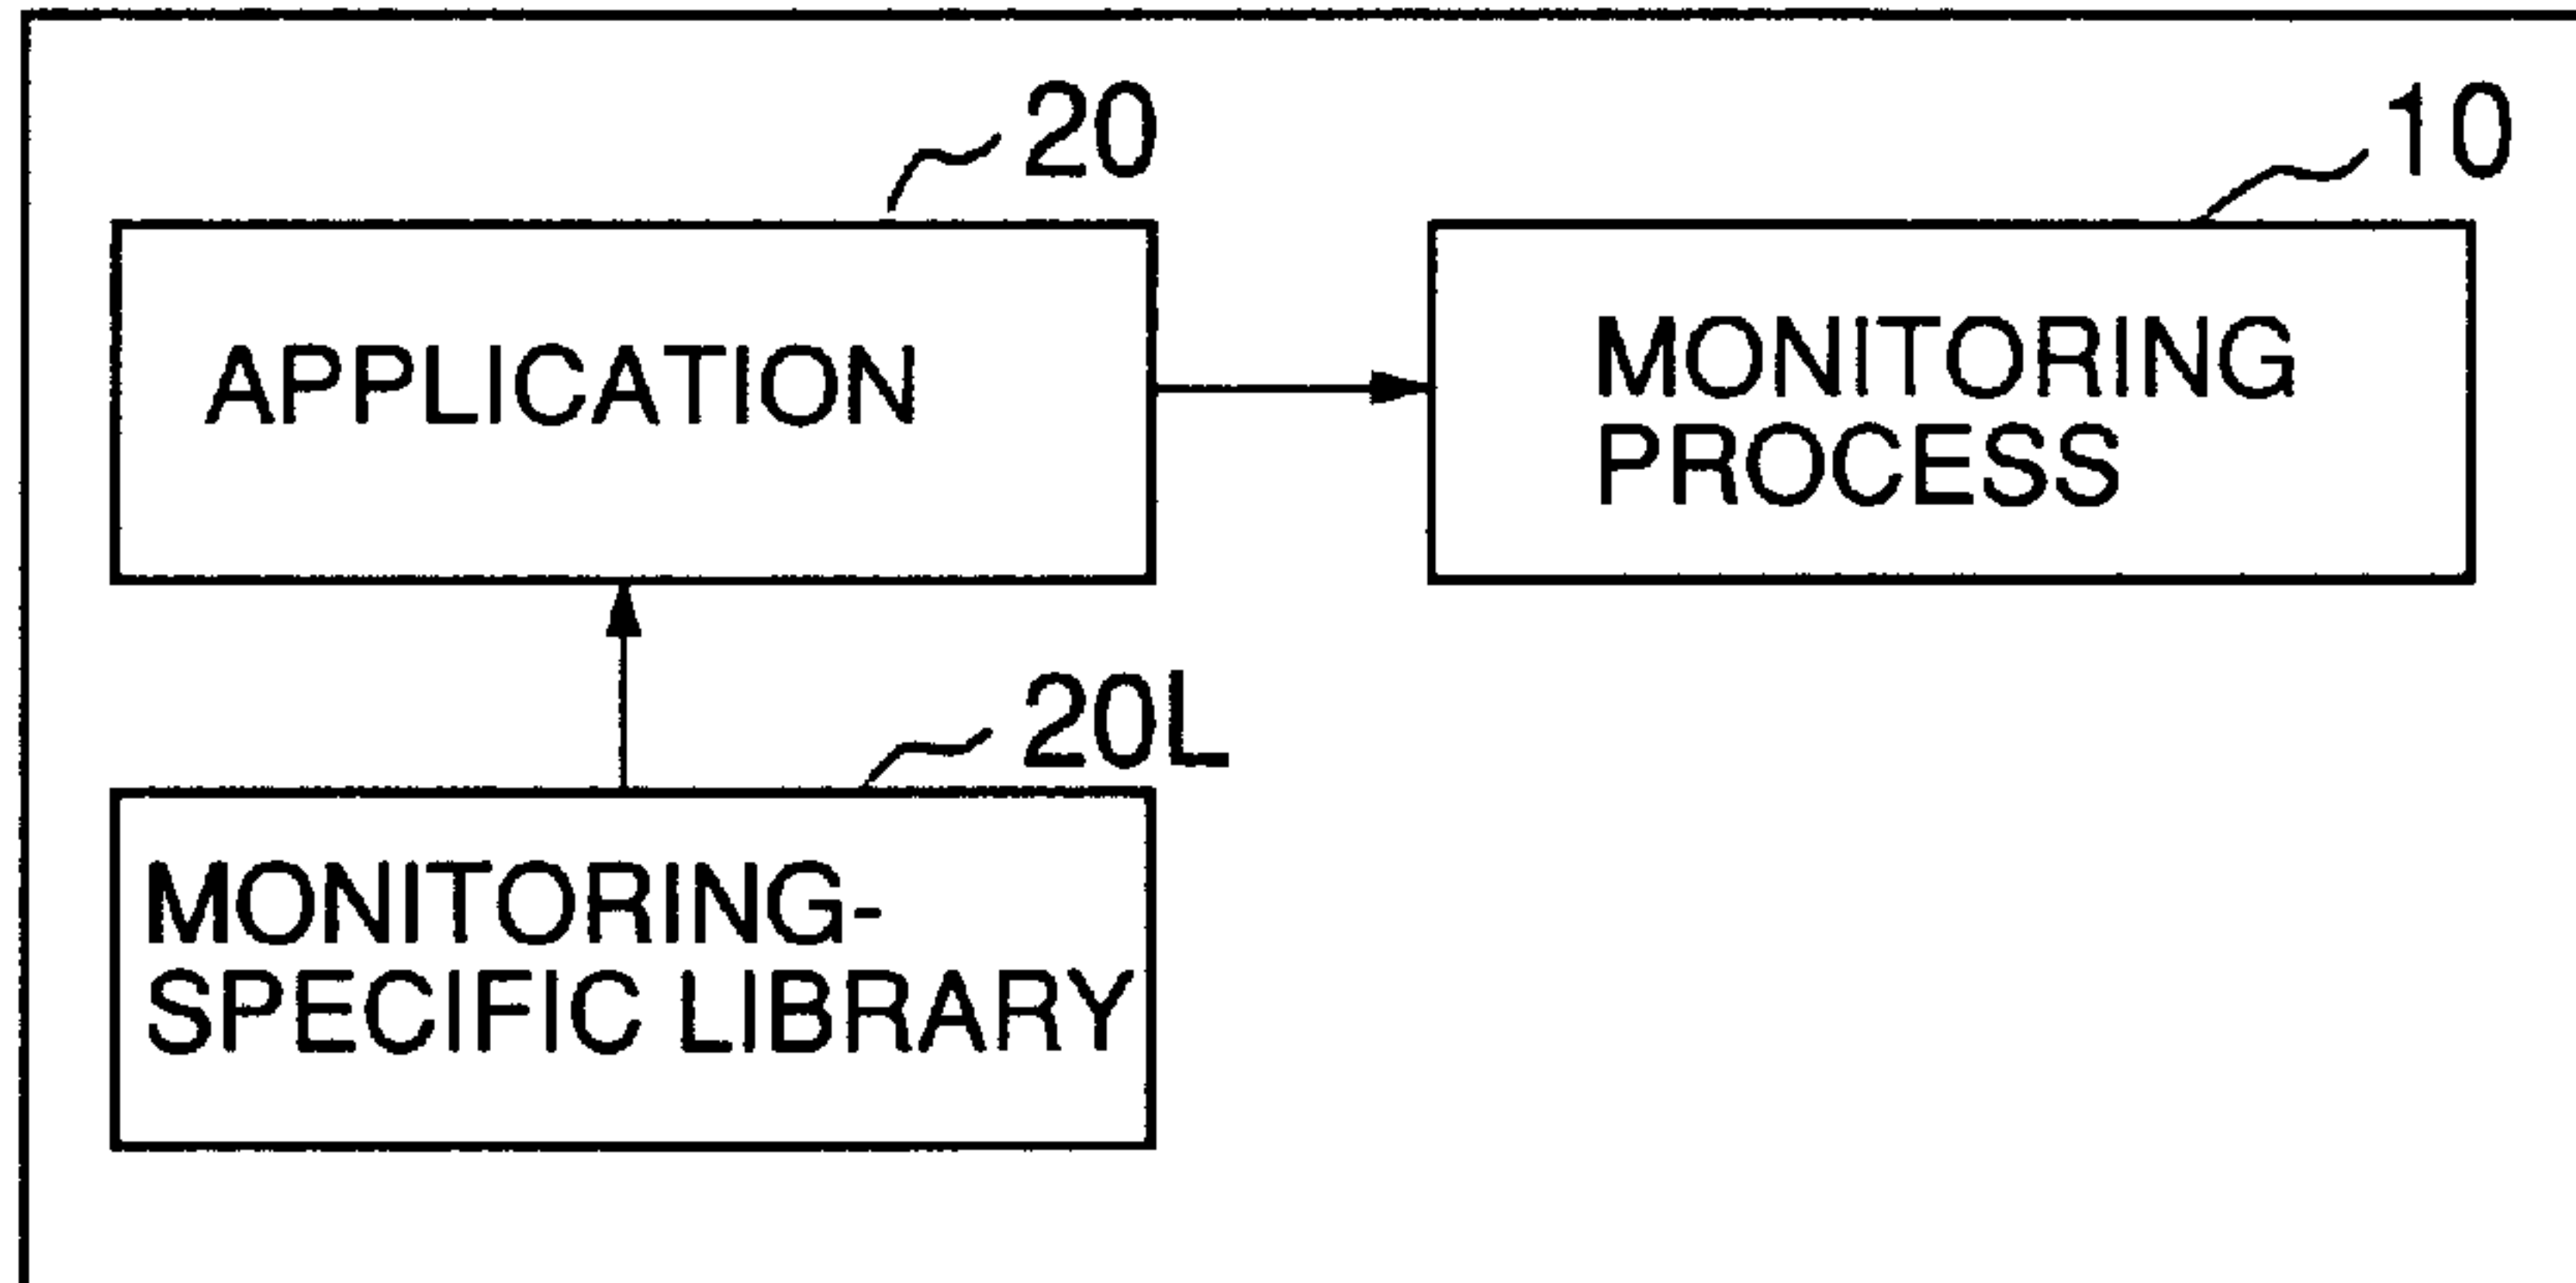 20
10
APPLICATION
MONITORING
PROCESS
20L
MONITORING-
SPECIFIC LIBRARY